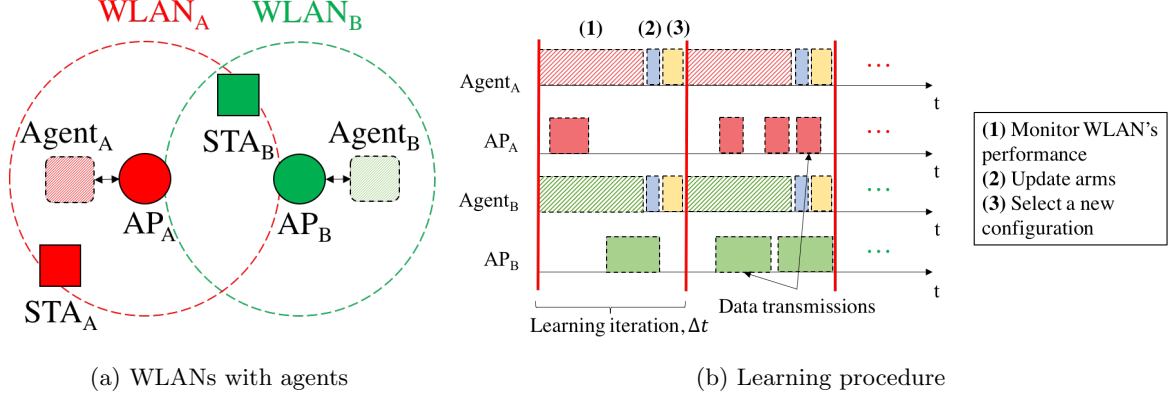 WLAN_A
WLAN_B
Agent_A
STA_B
Agent_B
AP_A
AP_B
STA_A
(a) WLANs with agents
(1)
(2)
(3)
Agent_A
...
t
AP_A
...
t
Agent_B
...
t
AP_B
...
t
Data transmissions
Learning iteration, Δt
(1) Monitor WLAN's
performance
(2) Update arms
(3) Select a new
configuration
(b) Learning procedure